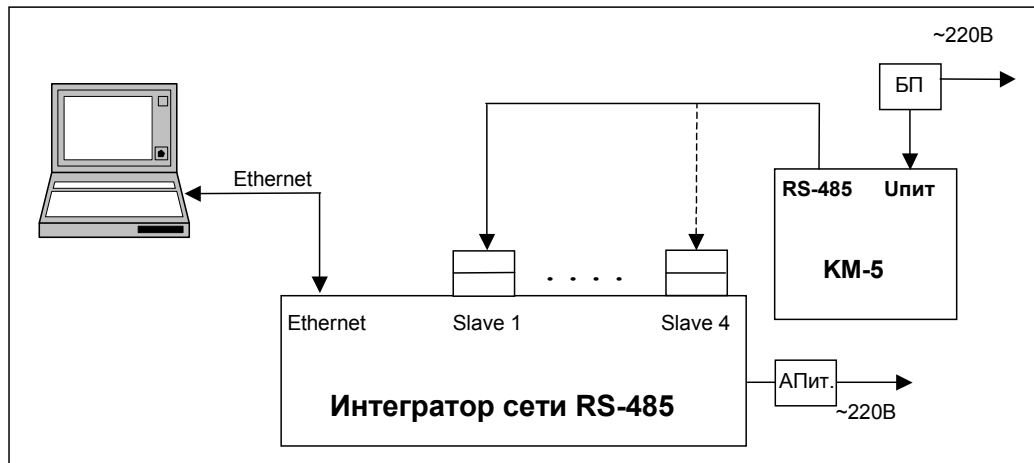 ~220В
БП
Ethernet
RS-485 Uпит
КМ-5
. . . .
Ethernet Slave 1 Slave 4
АПит.
~220В
Интегратор сети RS-485